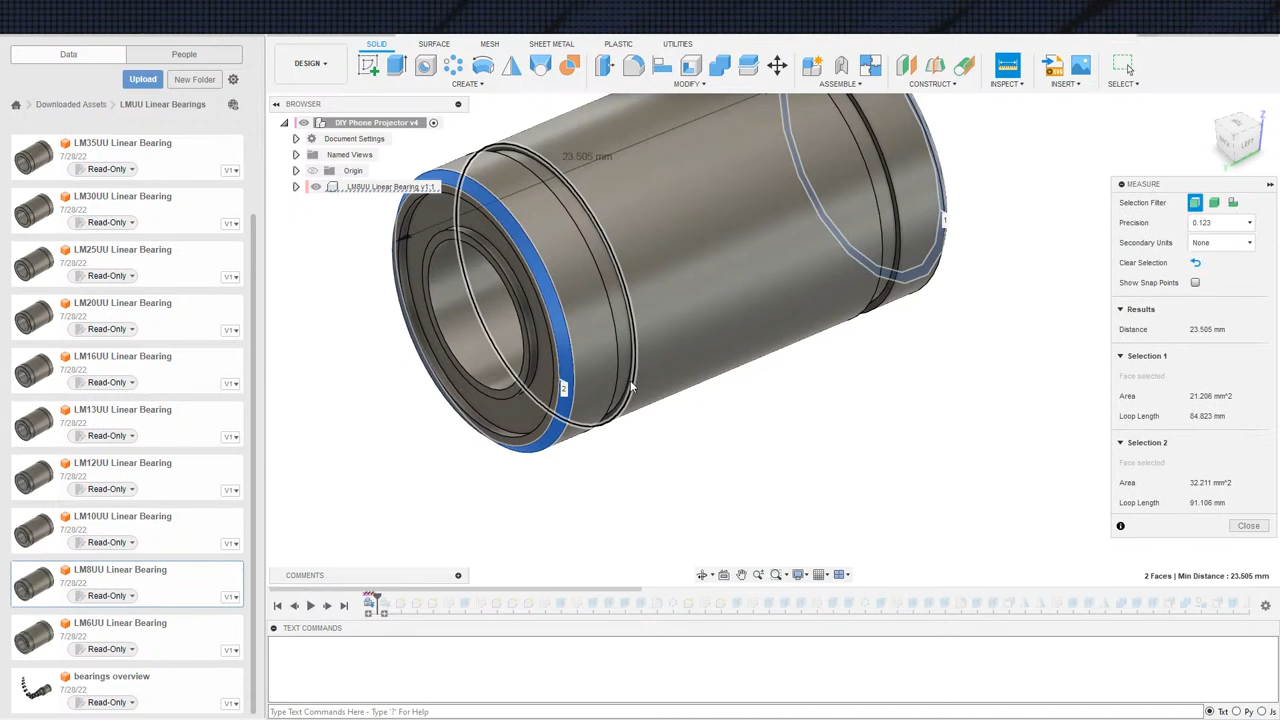 Data
People
Upload
New Folder
Downloaded Assets
LMUU Linear Bearings
LM35UU Linear Bearing
7/28/22
Read-Only
V1
LM30UU Linear Bearing
7/28/22
Read-Only
V1
LM25UU Linear Bearing
7/28/22
Read-Only
V1
LM20UU Linear Bearing
7/28/22
Read-Only
V1
LM16UU Linear Bearing
7/28/22
Read-Only
V1
LM13UU Linear Bearing
7/28/22
Read-Only
V1
LM12UU Linear Bearing
7/28/22
Read-Only
V1
LM10UU Linear Bearing
7/28/22
Read-Only
V1
LM8UU Linear Bearing
7/28/22
Read-Only
V1
LM6UU Linear Bearing
7/28/22
Read-Only
V1
bearings overview
7/28/22
Read-Only
V1
SOLID SURFACE MESH SHEET METAL PLASTIC UTILITIES
DESIGN
CREATE MODIFY ASSEMBLE CONSTRUCT INSPECT INSERT SELECT
BROWSER
DIY Phone Projector v4
Document Settings
Named Views
Origin
LM8UU Linear Bearing v1:1
23.505 mm
1
2
MEASURE
Selection Filter
Precision 0.123
Secondary Units None
Clear Selection
Show Snap Points
Results
Distance 23.505 mm
Selection 1
Face selected
Area 21.206 mm^2
Loop Length 84.823 mm
Selection 2
Face selected
Area 32.211 mm^2
Loop Length 91.106 mm
Close
COMMENTS
2 Faces | Min Distance : 23.505 mm
TEXT COMMANDS
Type Text Commands Here - Type '?' For Help
Txt Py Js